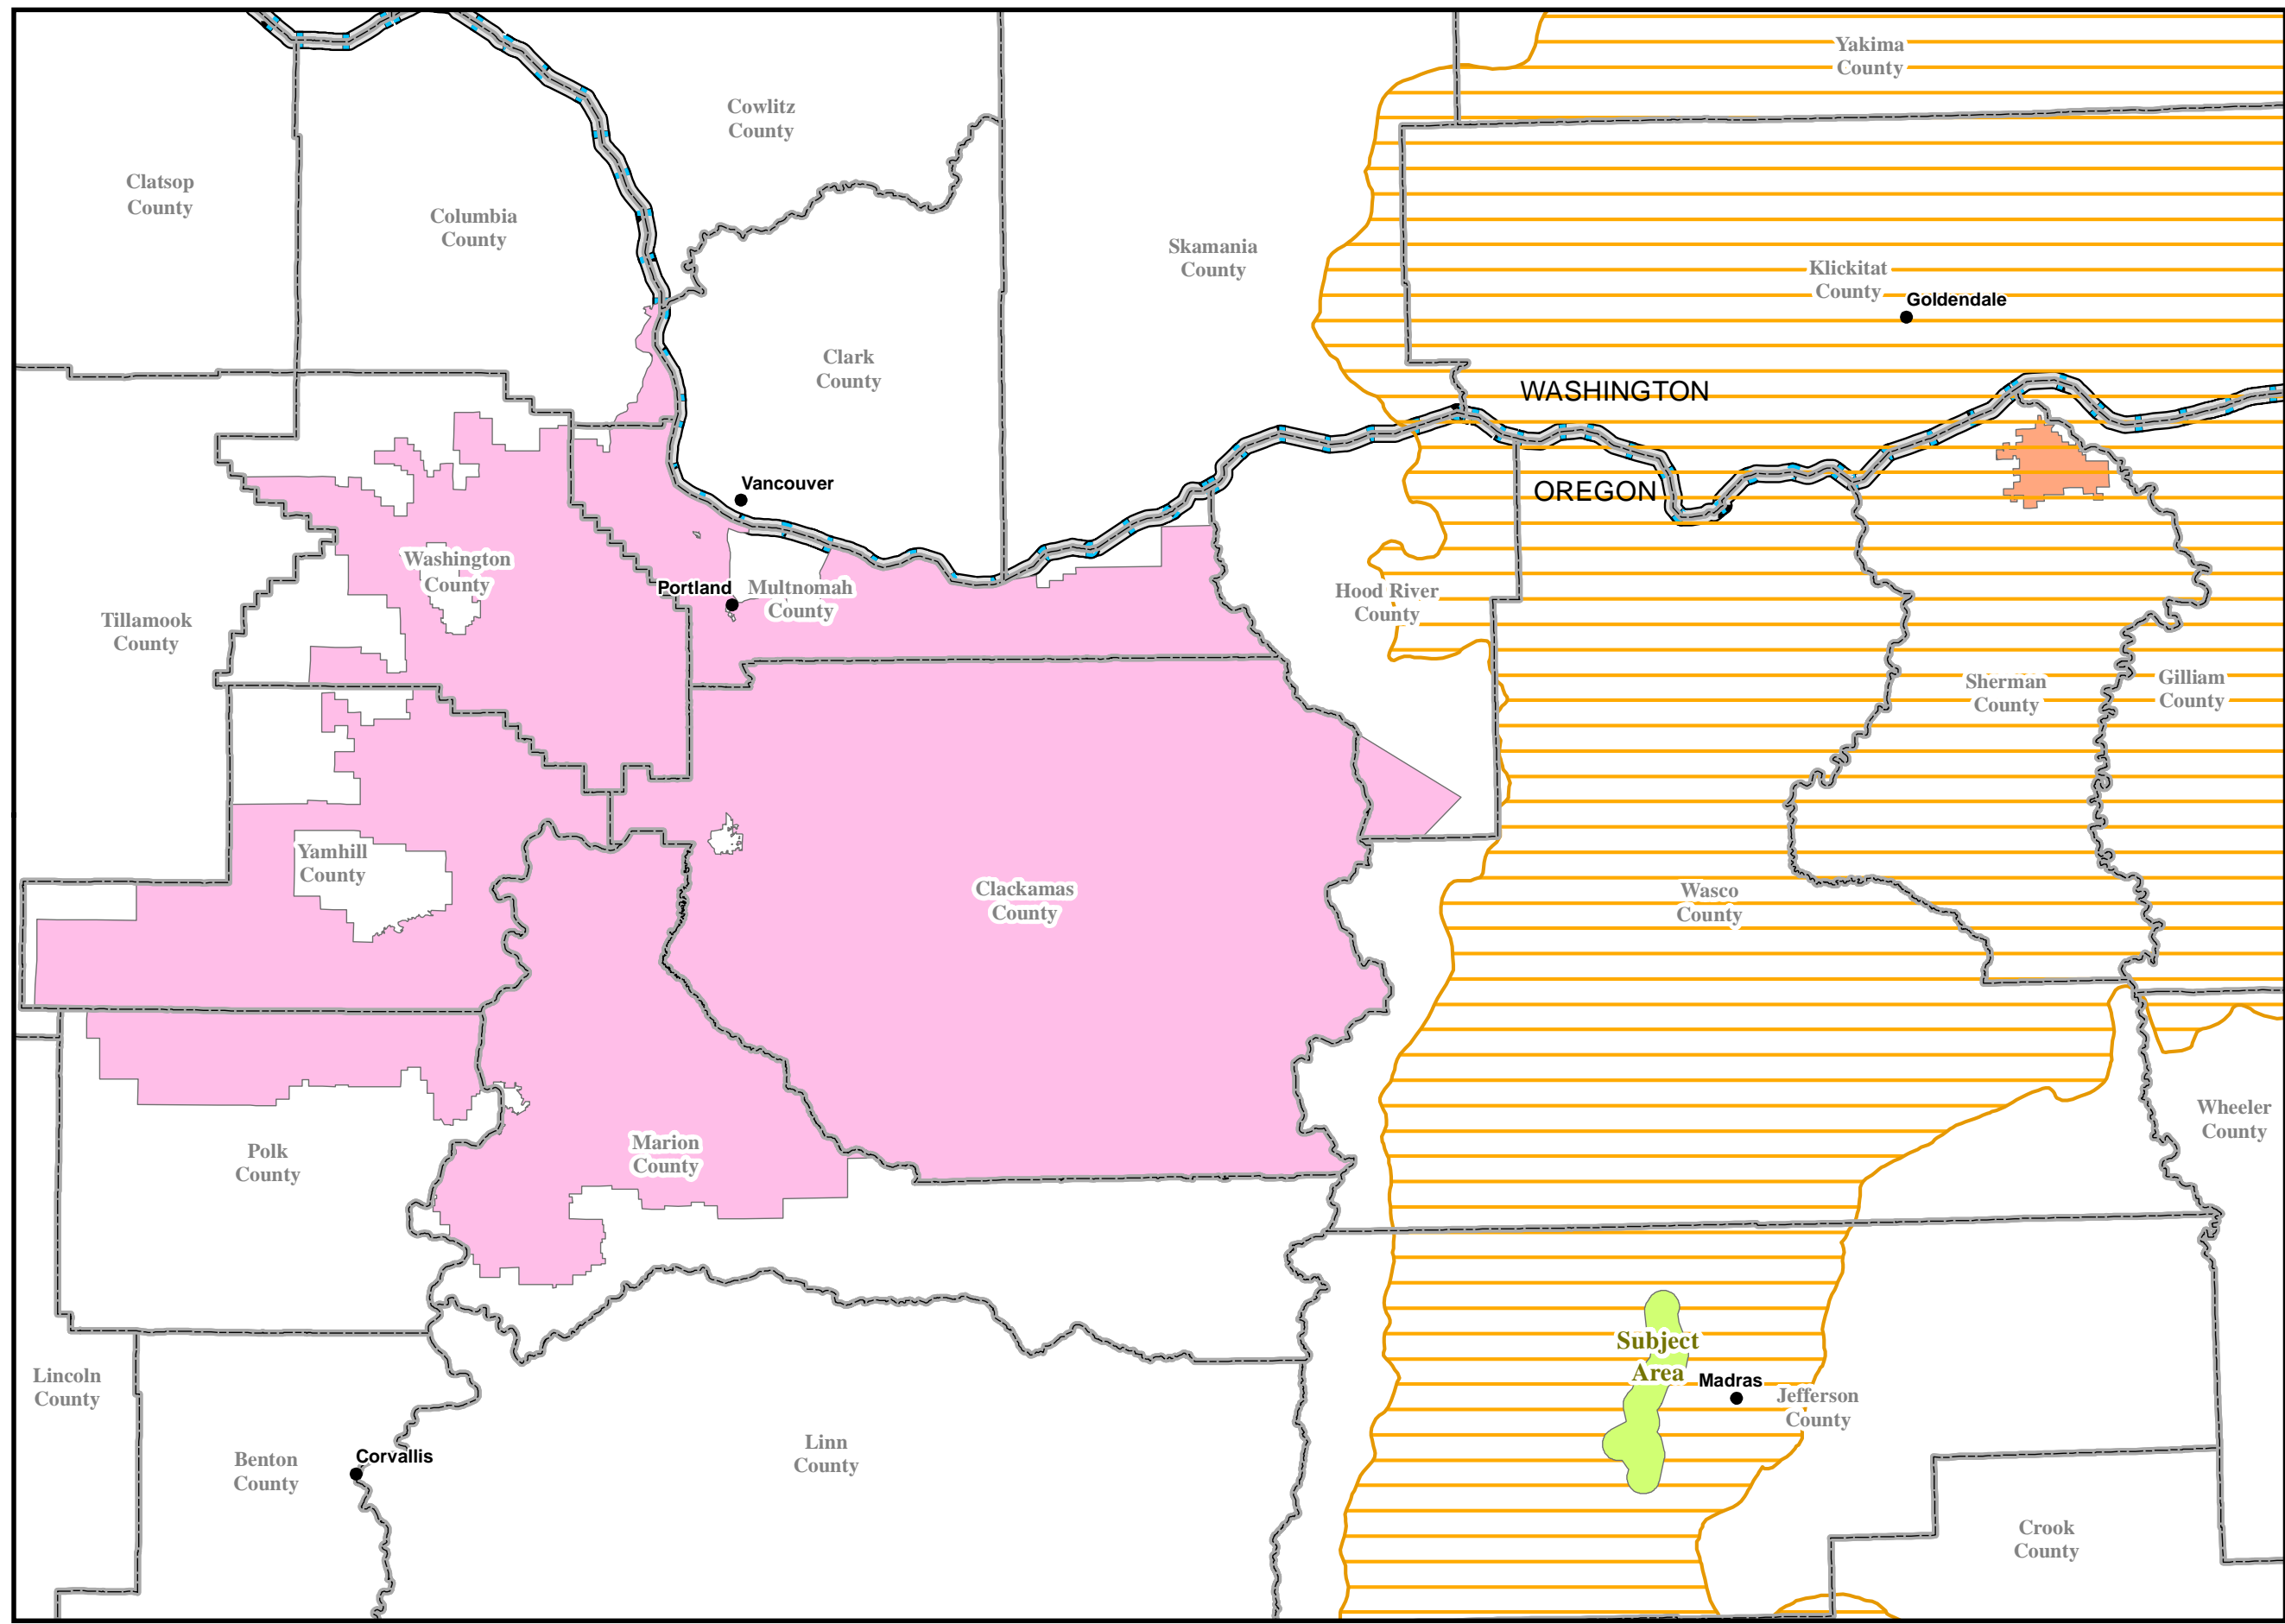 Yakima
County
Cowlitz
County
Clatsop
County
Columbia
County
Skamania
County
Klickitat
County
Goldendale
Clark
County
WASHINGTON
Vancouver
OREGON
Washington
County
Portland
Multnomah
County
Hood River
County
Tillamook
County
Sherman
County
Gilliam
County
Yamhill
County
Clackamas
County
Wasco
County
Wheeler
County
Marion
County
Polk
County
Subject
Area
Madras
Jefferson
County
Lincoln
County
Linn
County
Benton
County
Corvallis
Crook
County